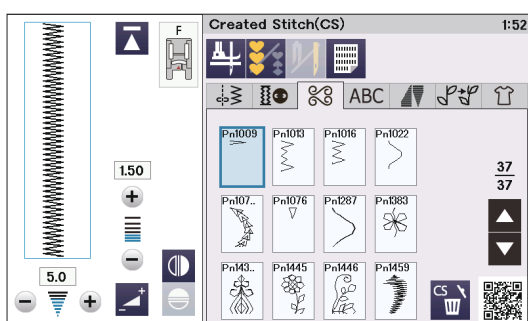 F
Created Stitch(CS)
1:52
ABC
Pn1009
Pn1013
Pn1016
Pn1022
1.50
37
37
Pn107..
Pn1076
Pn1287
Pn1383
5.0
Pn143..
Pn1445
Pn1446
Pn1459
CS